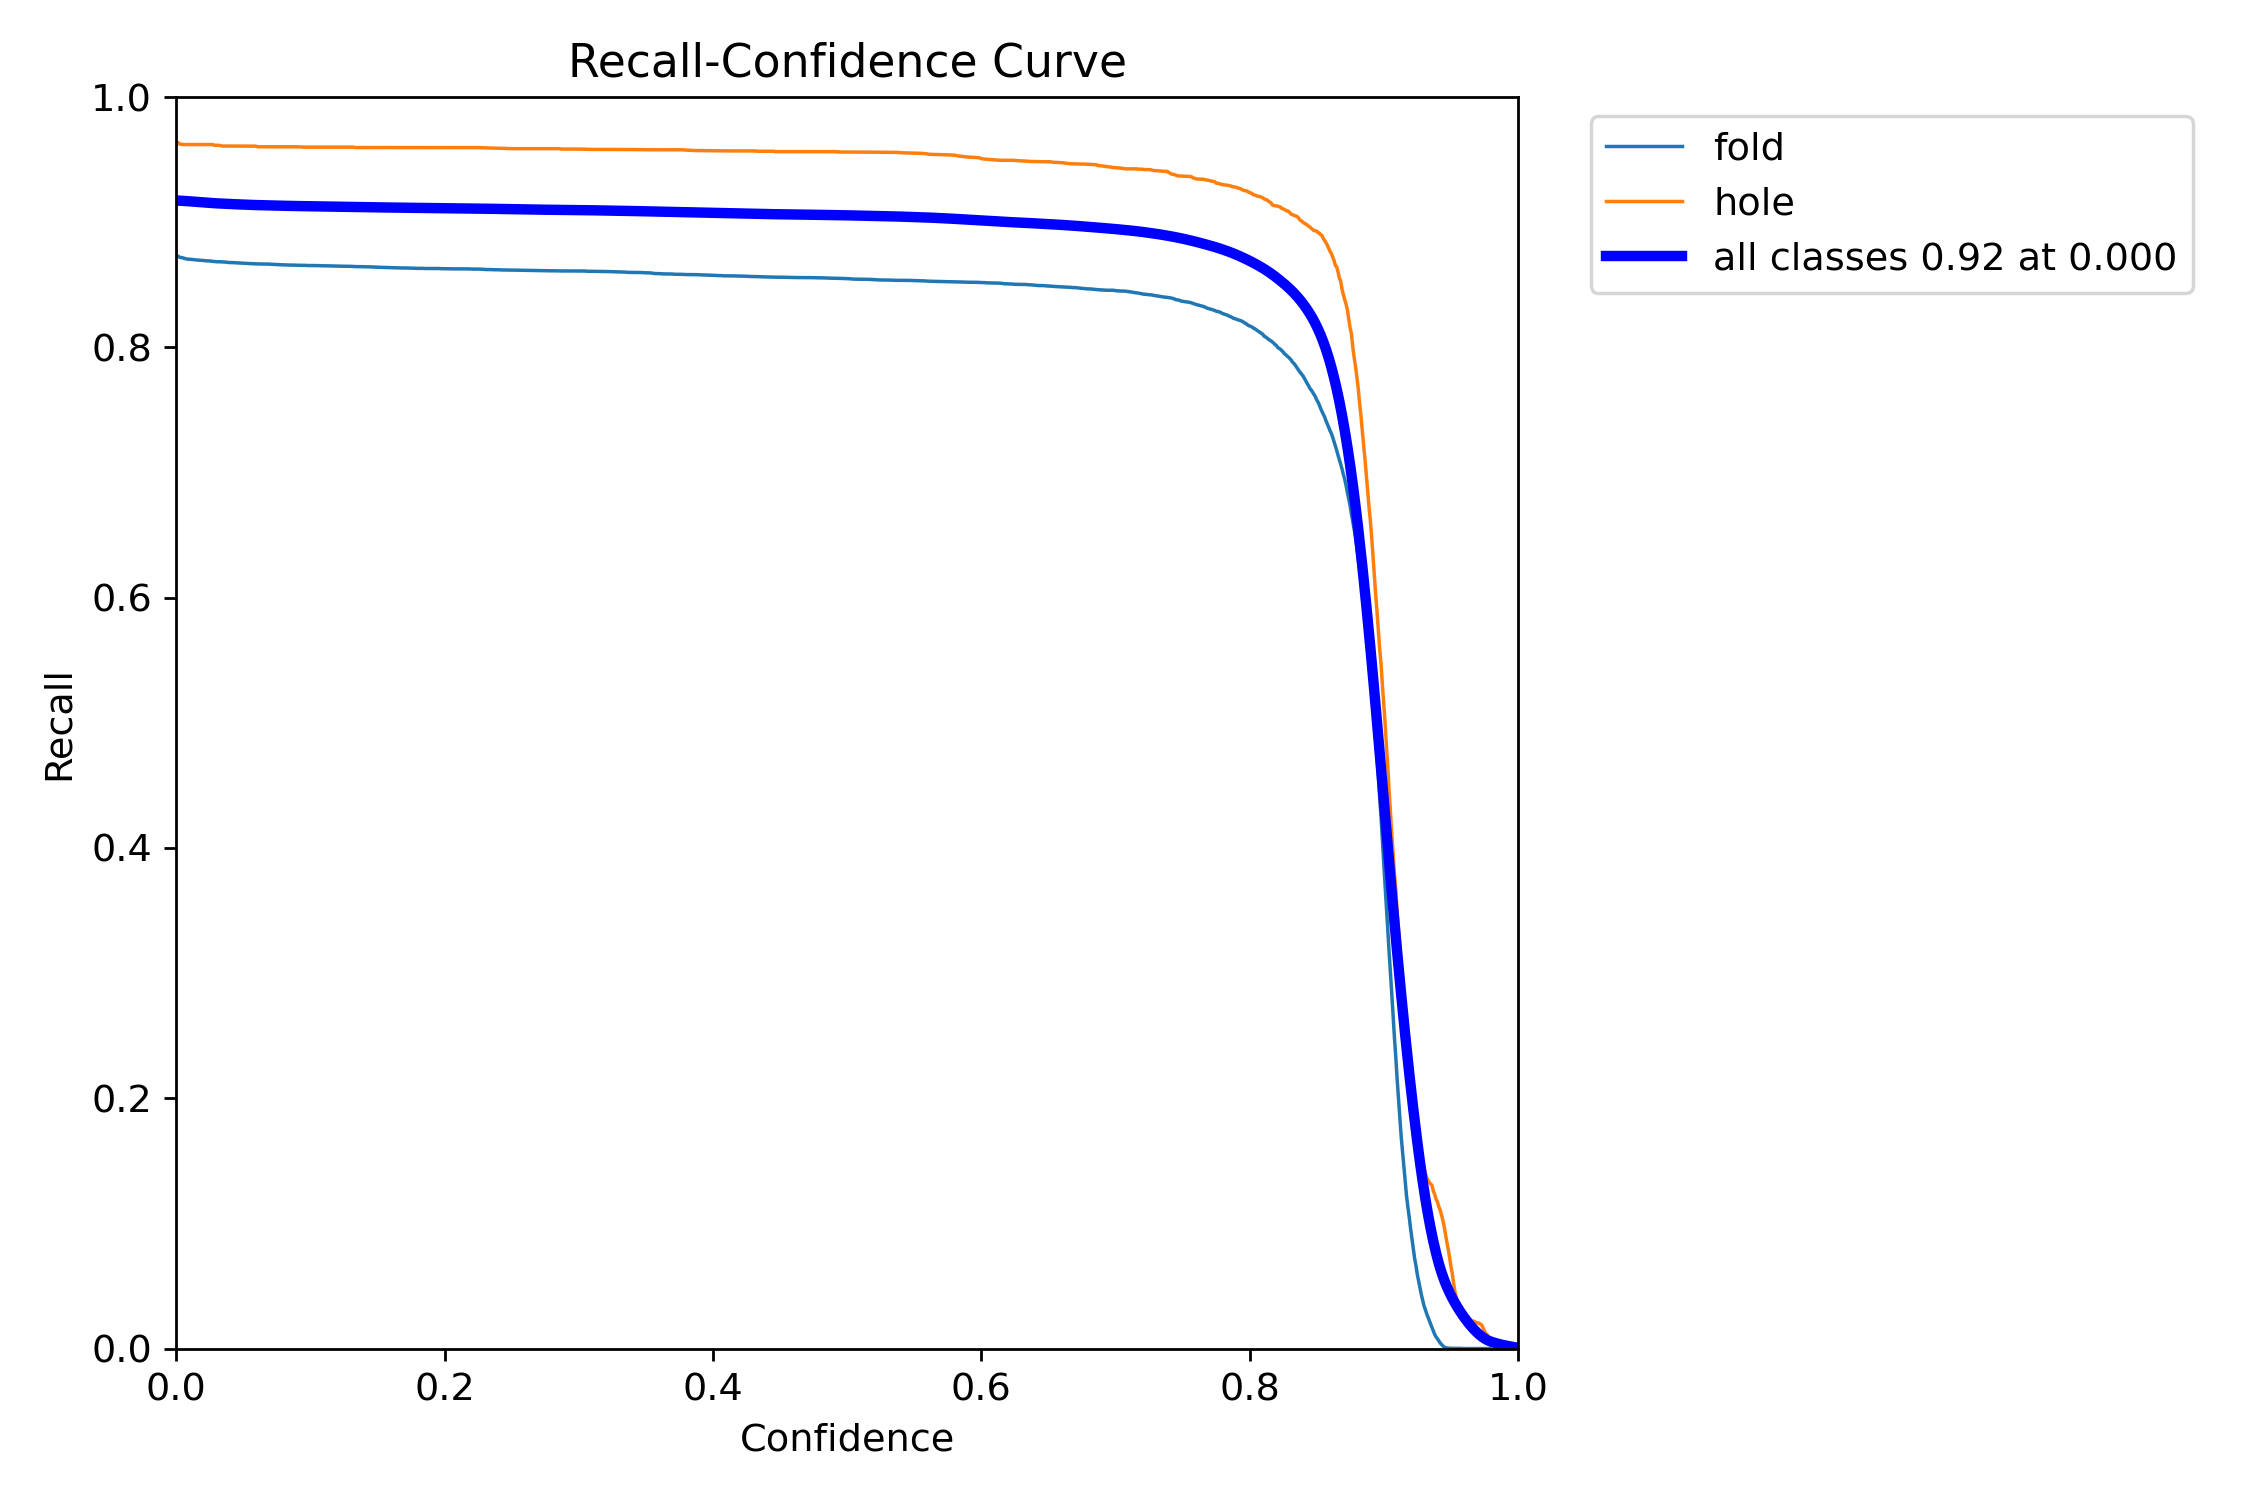 Recall-Confidence Curve
1.0
0.8
0.6
0.4
0.2
0.0
Recall
0.0 0.2 0.4 0.6 0.8 1.0
Confidence
fold
hole
all classes 0.92 at 0.000